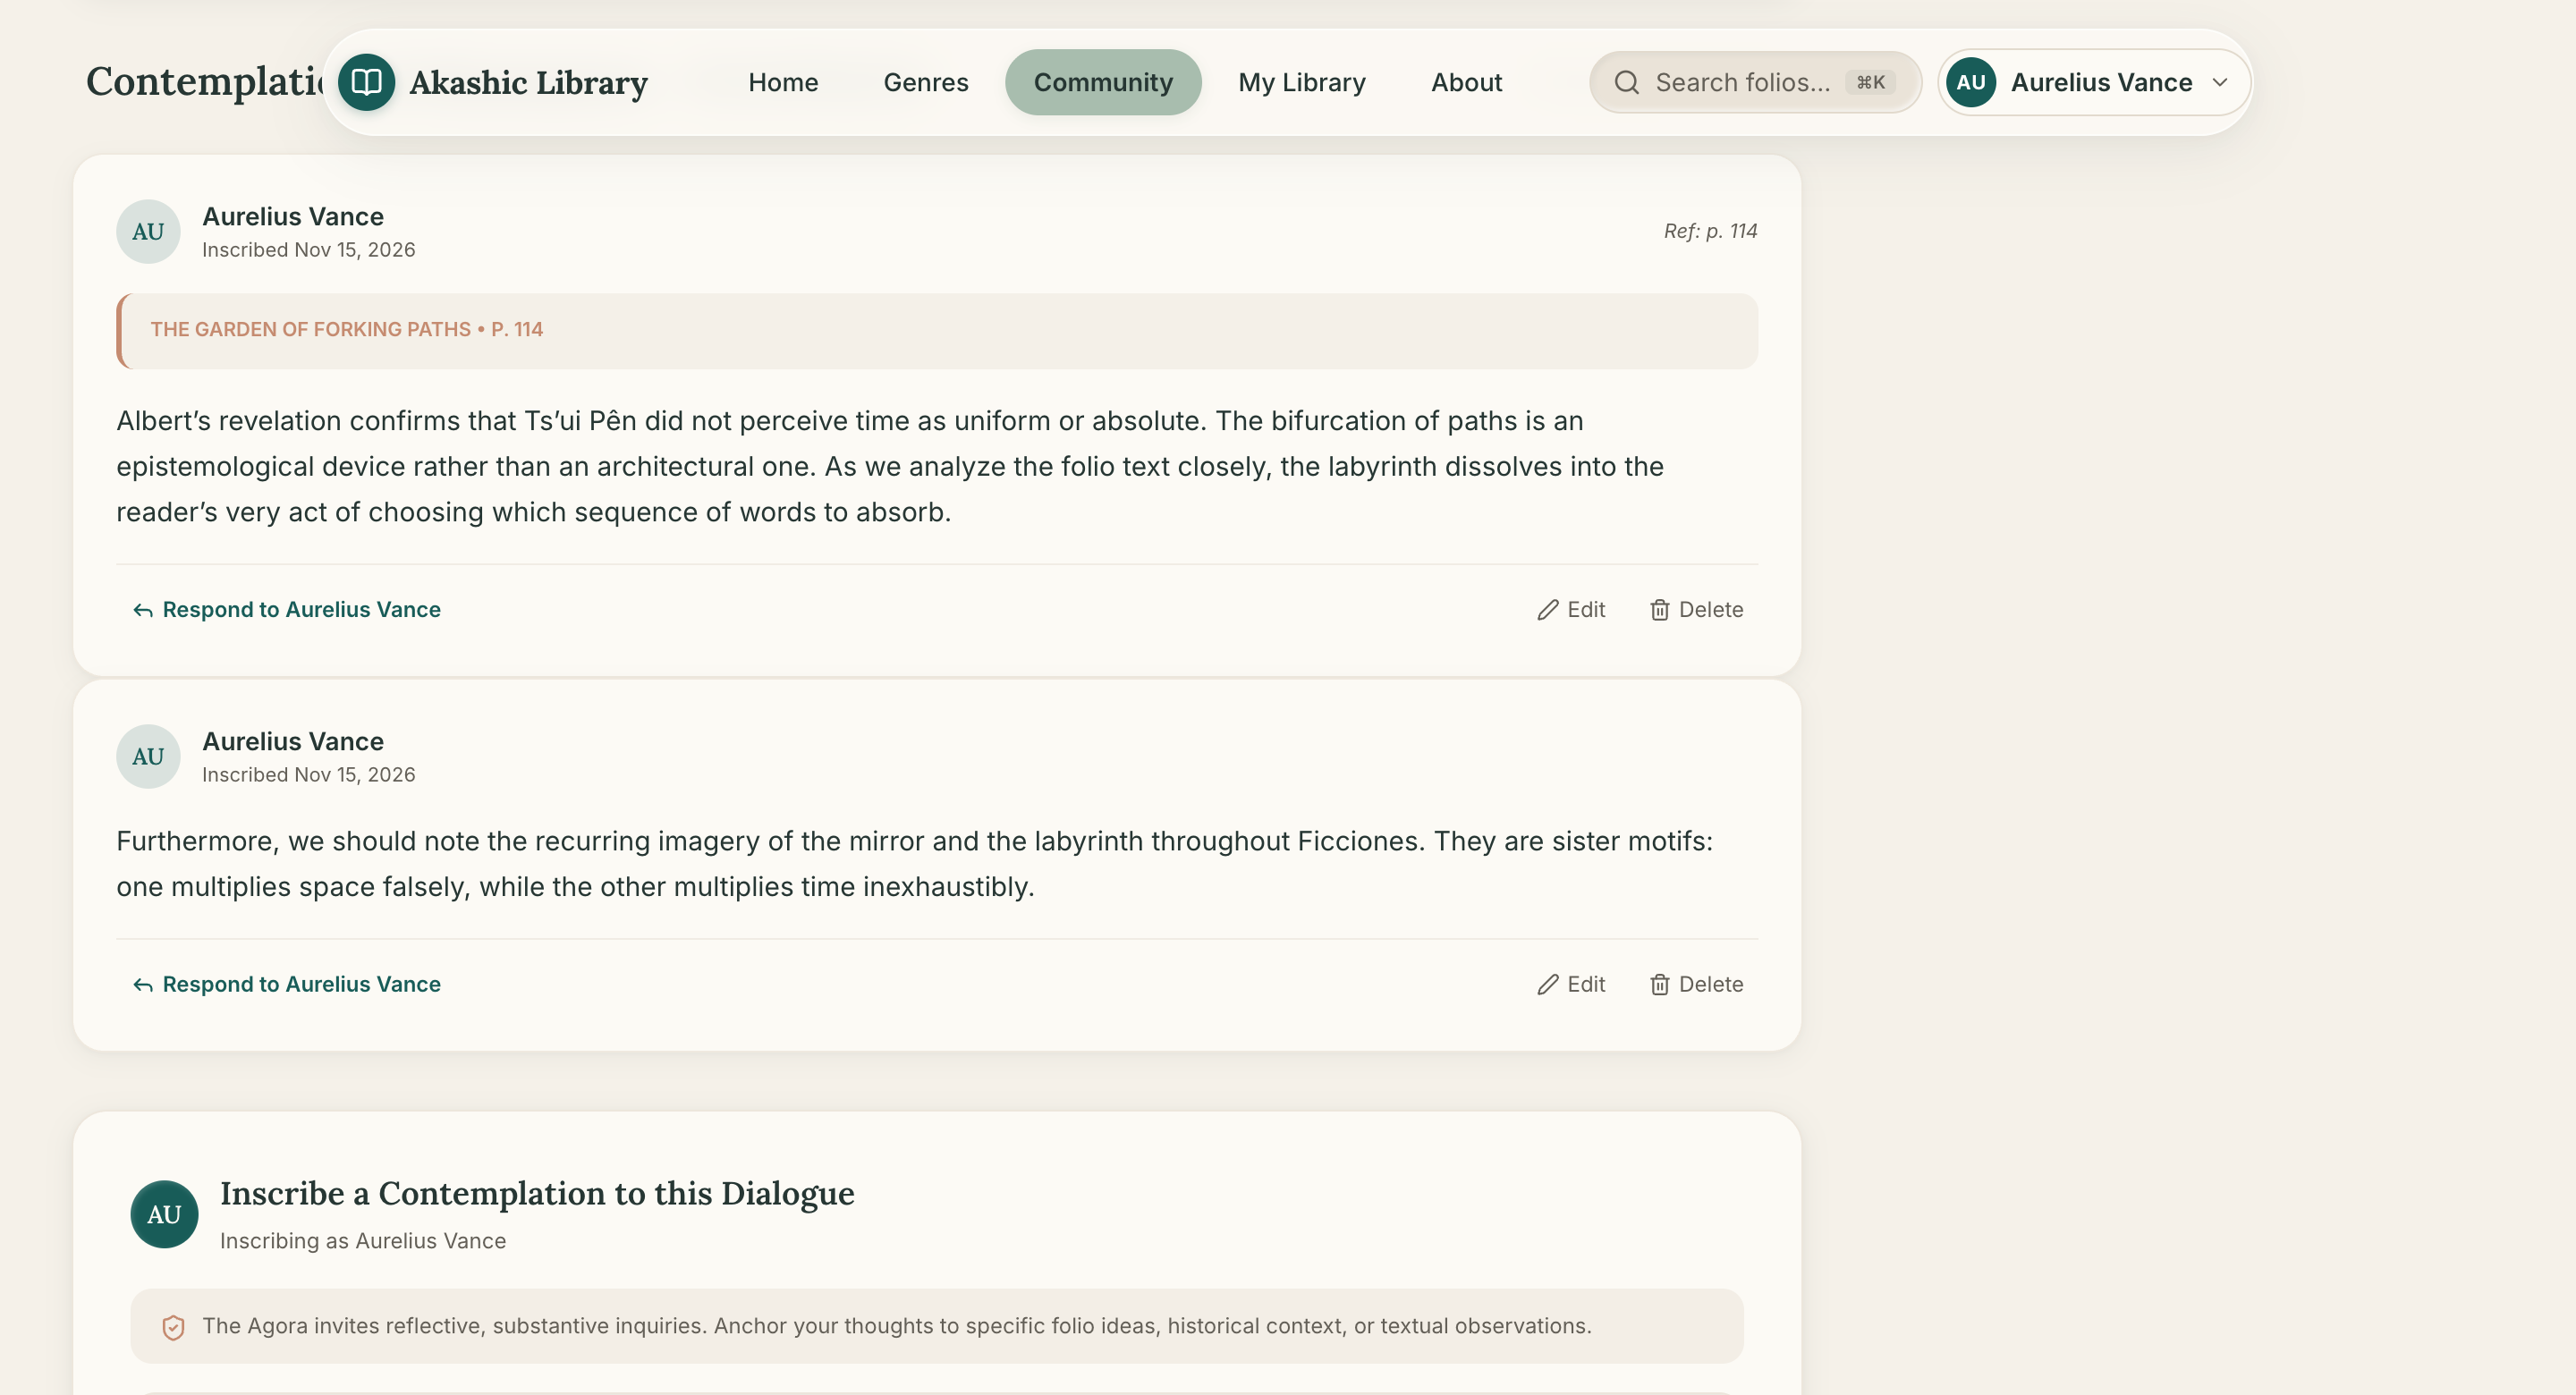 Contemplatio
Akashic Library
Home
Genres
Community
My Library
About
Search folios...
⌘K
AU
Aurelius Vance
AU
Aurelius Vance
Inscribed Nov 15, 2026
Ref: p. 114
THE GARDEN OF FORKING PATHS • P. 114
Albert’s revelation confirms that Ts’ui Pên did not perceive time as uniform or absolute. The bifurcation of paths is an
epistemological device rather than an architectural one. As we analyze the folio text closely, the labyrinth dissolves into the
reader’s very act of choosing which sequence of words to absorb.
Respond to Aurelius Vance
Edit
Delete
AU
Aurelius Vance
Inscribed Nov 15, 2026
Furthermore, we should note the recurring imagery of the mirror and the labyrinth throughout Ficciones. They are sister motifs:
one multiplies space falsely, while the other multiplies time inexhaustibly.
Respond to Aurelius Vance
Edit
Delete
AU
Inscribe a Contemplation to this Dialogue
Inscribing as Aurelius Vance
The Agora invites reflective, substantive inquiries. Anchor your thoughts to specific folio ideas, historical context, or textual observations.